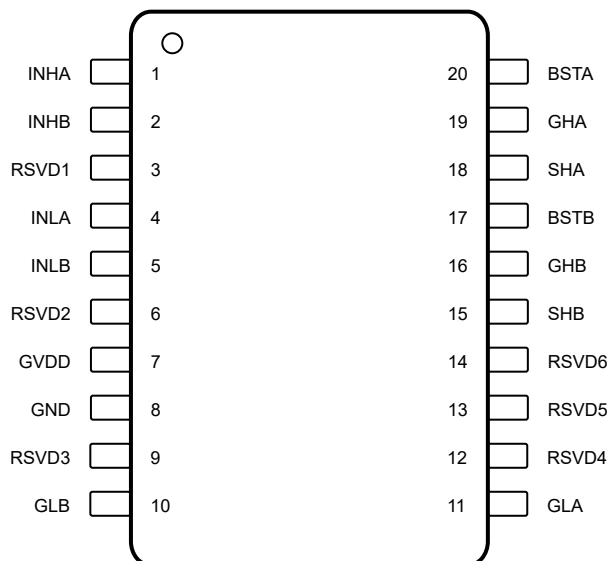 INHA 1 20 BSTA
INHB 2 19 GHA
RSVD1 3 18 SHA
INLA 4 17 BSTB
INLB 5 16 GHB
RSVD2 6 15 SHB
GVDD 7 14 RSVD6
GND 8 13 RSVD5
RSVD3 9 12 RSVD4
GLB 10 11 GLA